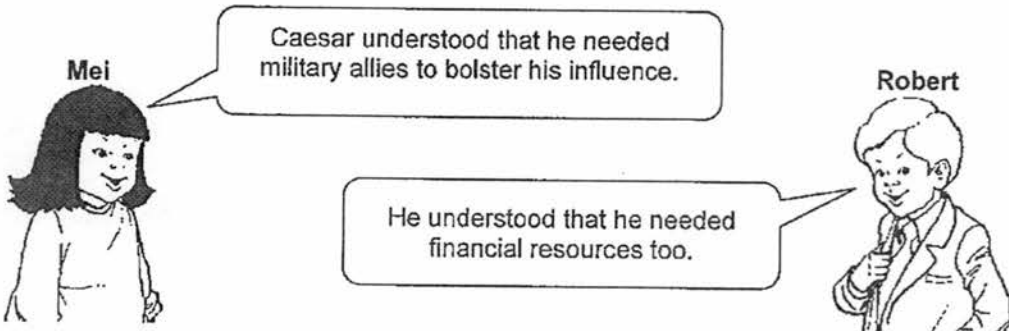 Mei
Caesar understood that he needed
military allies to bolster his influence.
Robert
He understood that he needed
financial resources too.